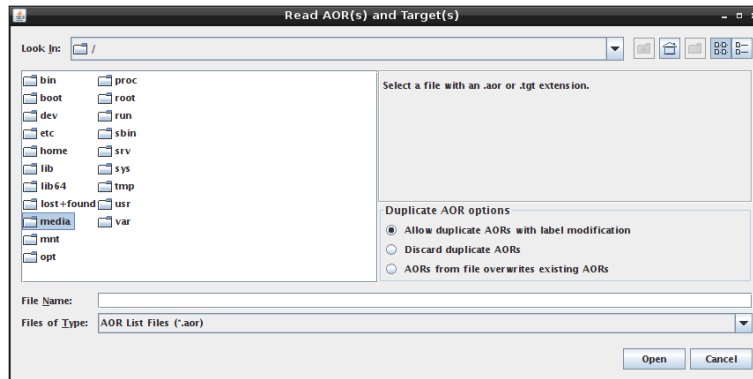 Read AOR(s) and Target(s)
Look In: /
bin
boot
dev
etc
home
lib
lib64
lost+found
media
mnt
opt
proc
root
run
sbin
srv
sys
tmp
usr
var
Select a file with an .aor or .tgt extension.
Duplicate AOR options
Allow duplicate AORs with label modification
Discard duplicate AORs
AORs from file overwrites existing AORs
File Name:
Files of Type: AOR List Files (*.aor)
Open Cancel